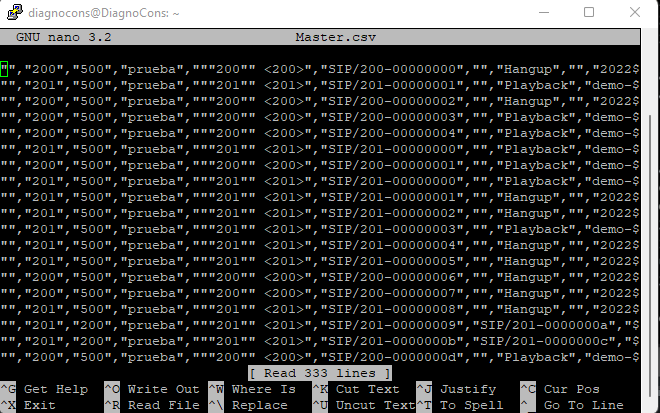 diagnocons@DiagnoCons: ~
GNU nano 3.2 Master.csv
"","200","500","prueba","""200"" <200>","SIP/200-00000000","","Hangup","","2022$
"","201","500","prueba","""201"" <201>","SIP/201-00000001","","Playback","demo-$
"","200","500","prueba","""200"" <200>","SIP/200-00000002","","Hangup","","2022$
"","200","500","prueba","""200"" <200>","SIP/200-00000003","","Playback","demo-$
"","200","500","prueba","""200"" <200>","SIP/200-00000004","","Playback","demo-$
"","201","500","prueba","""201"" <201>","SIP/201-00000000","","Playback","demo-$
"","200","500","prueba","""200"" <200>","SIP/200-00000001","","Playback","demo-$
"","201","500","prueba","""201"" <201>","SIP/201-00000000","","Playback","demo-$
"","201","500","prueba","""201"" <201>","SIP/201-00000001","","Hangup","","2022$
"","201","500","prueba","""201"" <201>","SIP/201-00000002","","Hangup","","2022$
"","201","500","prueba","""201"" <201>","SIP/201-00000003","","Playback","demo-$
"","201","500","prueba","""201"" <201>","SIP/201-00000004","","Hangup","","2022$
"","201","500","prueba","""201"" <201>","SIP/201-00000005","","Hangup","","2022$
"","200","500","prueba","""200"" <200>","SIP/200-00000006","","Hangup","","2022$
"","200","500","prueba","""200"" <200>","SIP/200-00000007","","Hangup","","2022$
"","201","500","prueba","""201"" <201>","SIP/201-00000008","","Hangup","","2022$
"","201","200","prueba","""201"" <201>","SIP/201-00000009","SIP/201-0000000a","$
"","200","201","prueba","""200"" <200>","SIP/200-0000000b","SIP/201-0000000c","$
"","200","500","prueba","""200"" <200>","SIP/200-0000000d","","Playback","demo-$
[ Read 333 lines ]
^G Get Help ^O Write Out ^W Where Is ^K Cut Text ^J Justify ^C Cur Pos
^X Exit ^R Read File ^\ Replace ^U Uncut Text ^T To Spell ^_ Go To Line